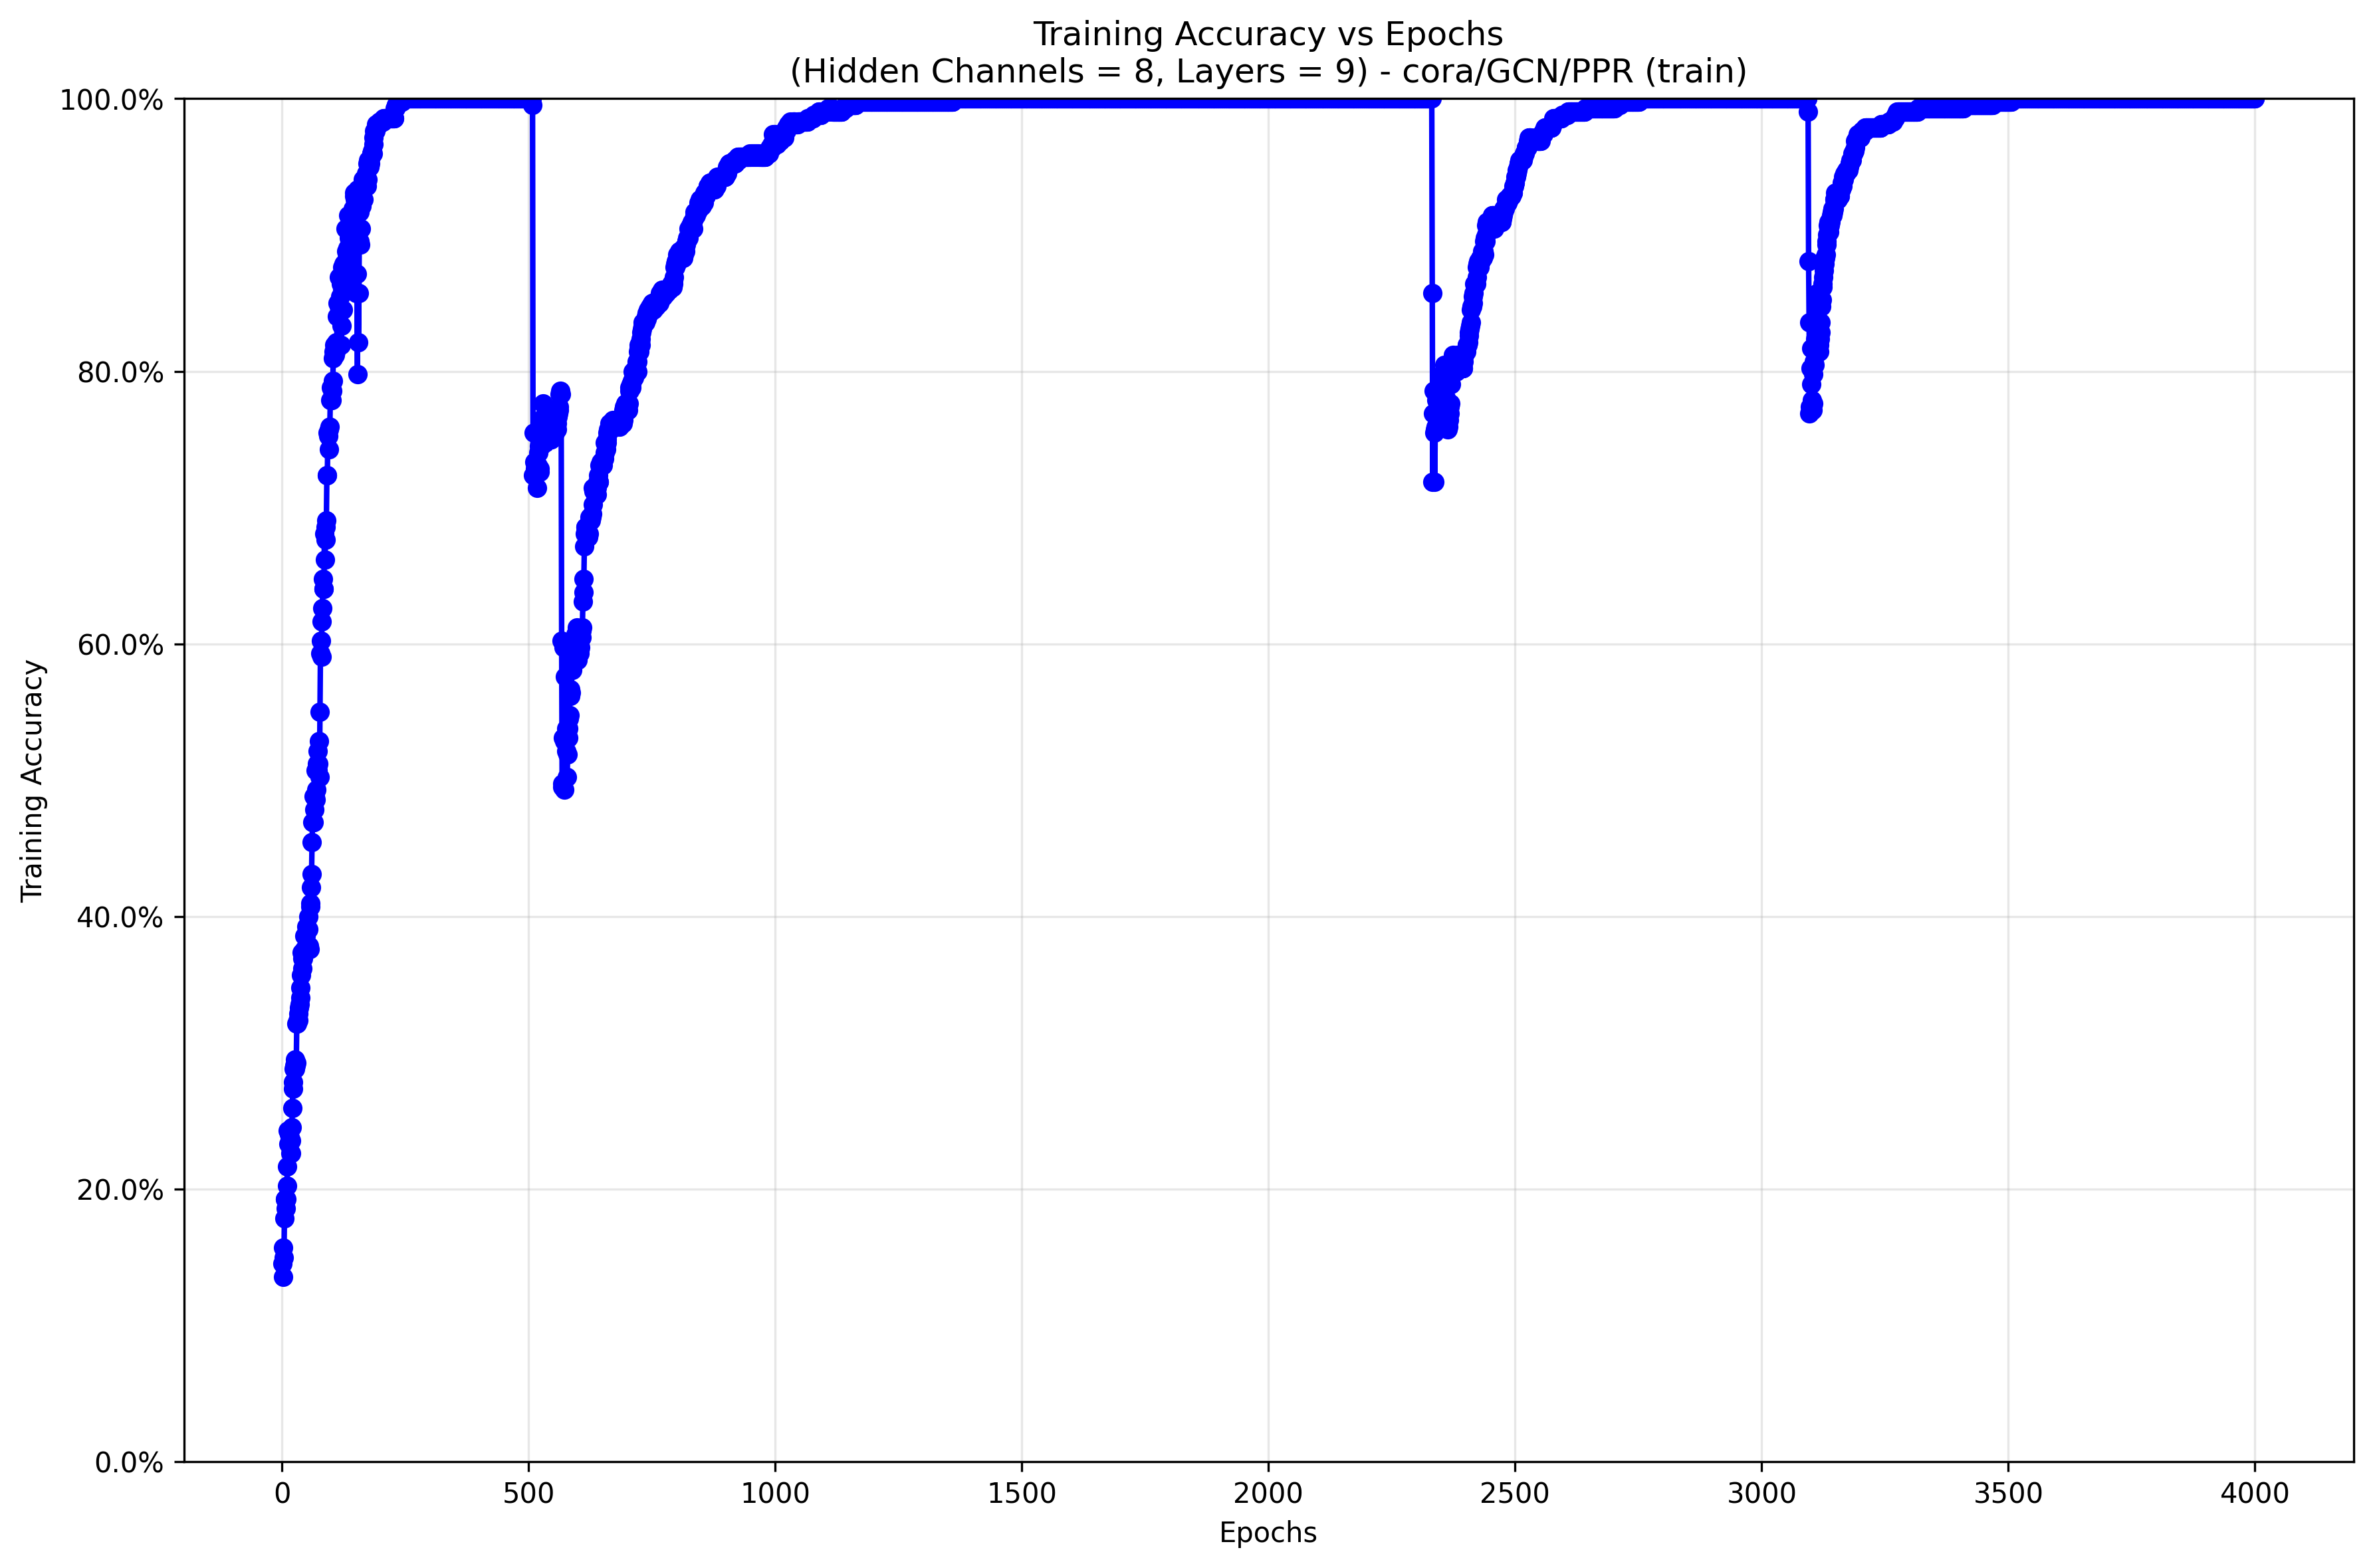 Training Accuracy vs Epochs
(Hidden Channels = 8, Layers = 9) - cora/GCN/PPR (train)
100.0%
80.0%
60.0%
40.0%
20.0%
0.0%
Training Accuracy
0 500 1000 1500 2000 2500 3000 3500 4000
Epochs